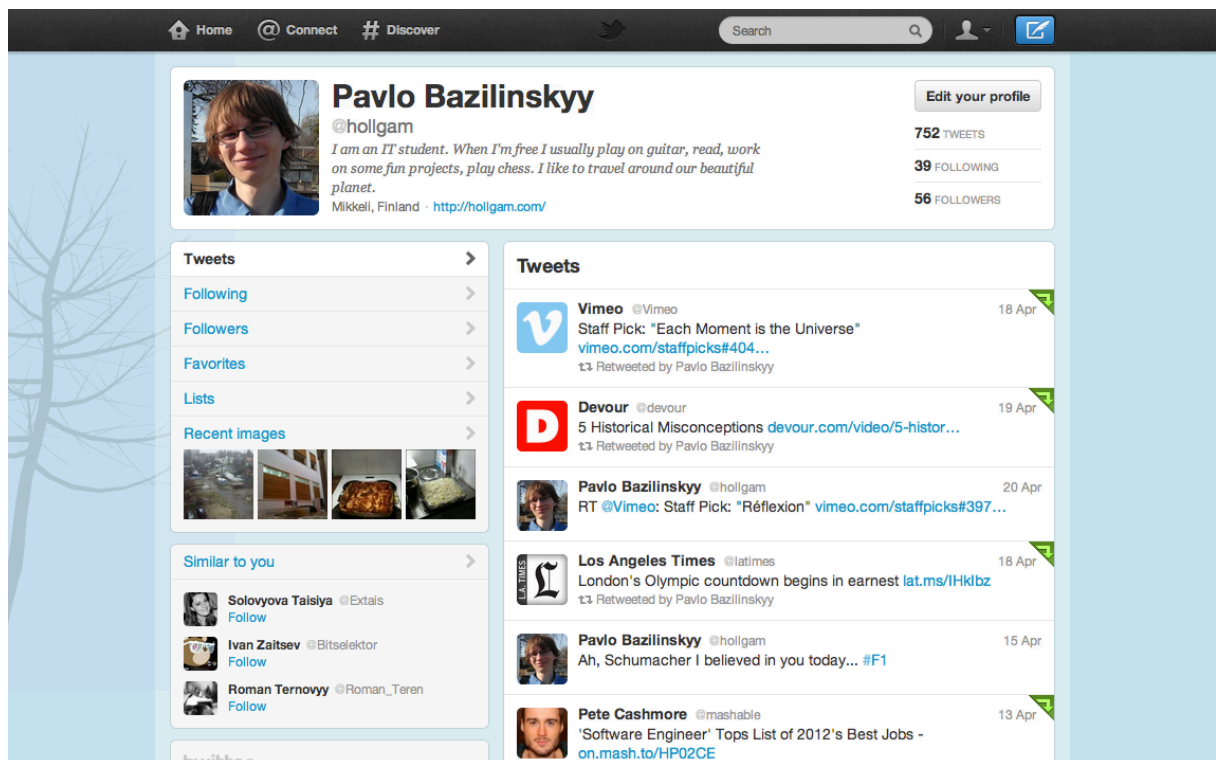 Home
Connect
Discover
Search
Pavlo Bazilinskyy
@hollgam
I am an IT student. When I'm free I usually play on guitar, read, work
on some fun projects, play chess. I like to travel around our beautiful
planet.
Mikkeli, Finland · http://hollgam.com/
Edit your profile
752 TWEETS
39 FOLLOWING
56 FOLLOWERS
Tweets
Following
Followers
Favorites
Lists
Recent images
Similar to you
Solovyova Taisiya @Extais
Follow
Ivan Zaitsev @Bitselektor
Follow
Roman Ternovyy @Roman_Teren
Follow
Tweets
Vimeo @Vimeo 18 Apr
Staff Pick: "Each Moment is the Universe"
vimeo.com/staffpicks#404…
Retweeted by Pavlo Bazilinskyy
Devour @devour 19 Apr
5 Historical Misconceptions devour.com/video/5-histor…
Retweeted by Pavlo Bazilinskyy
Pavlo Bazilinskyy @hollgam 20 Apr
RT @Vimeo: Staff Pick: "Réflexion" vimeo.com/staffpicks#397…
L.A. TIMES
Los Angeles Times @latimes 18 Apr
London's Olympic countdown begins in earnest lat.ms/IHkIbz
Retweeted by Pavlo Bazilinskyy
Pavlo Bazilinskyy @hollgam 15 Apr
Ah, Schumacher I believed in you today... #F1
Pete Cashmore @mashable 13 Apr
'Software Engineer' Tops List of 2012's Best Jobs -
on.mash.to/HP02CE